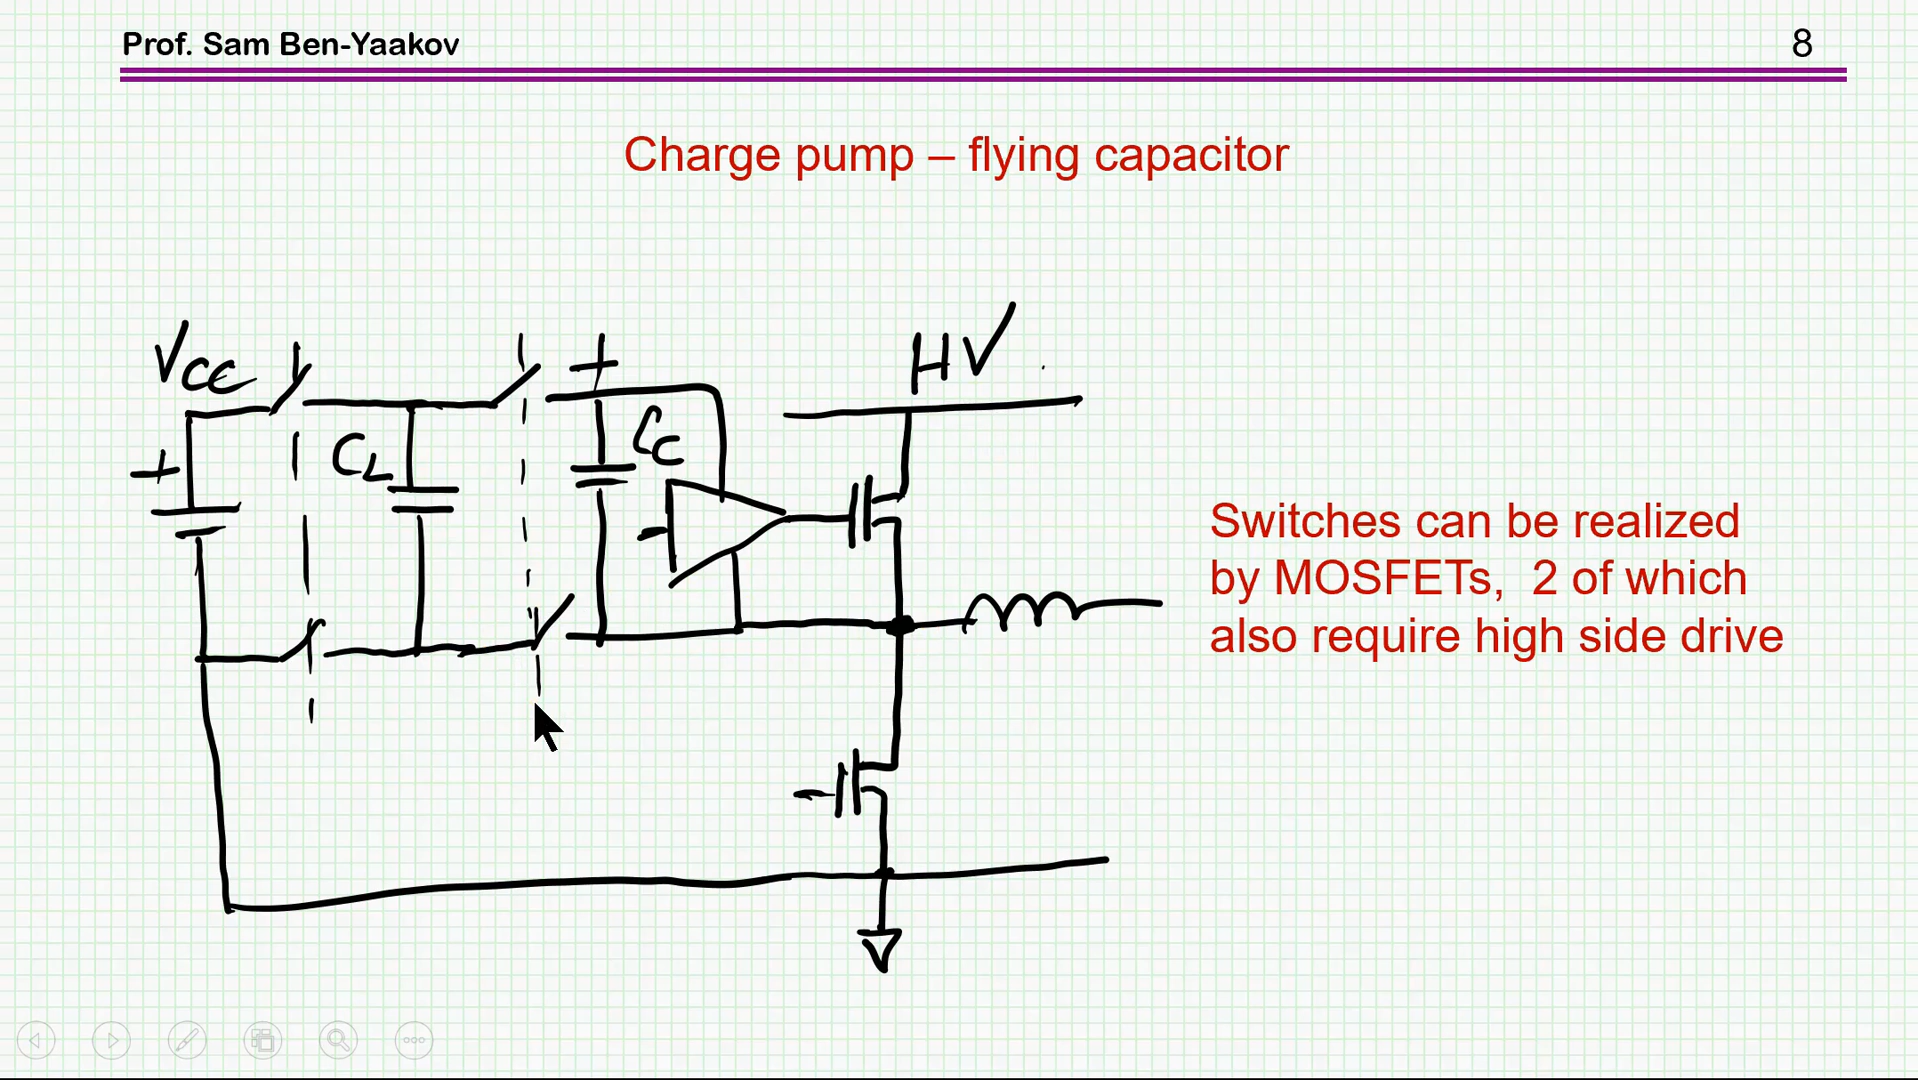 Prof. Sam Ben-Yaakov
8
Charge pump – flying capacitor
Vcc
+
HV
+
CL
Cc
Switches can be realized
by MOSFETs, 2 of which
also require high side drive